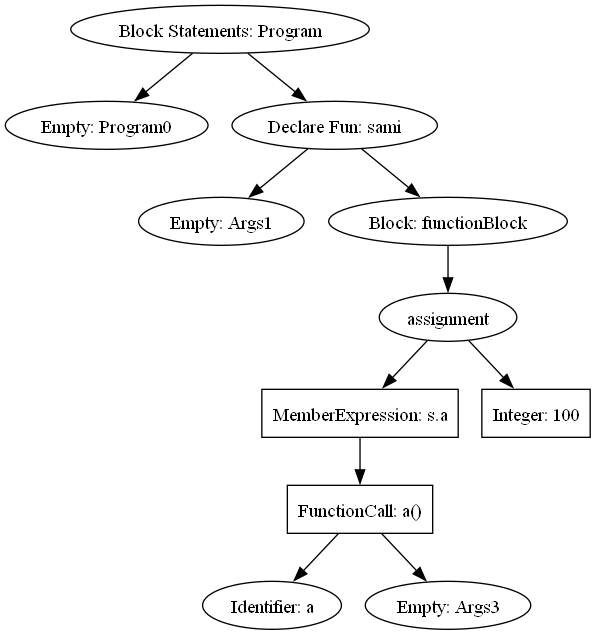 Block Statements: Program
Empty: Program0
Declare Fun: sami
Empty: Args1
Block: functionBlock
assignment
MemberExpression: s.a
Integer: 100
FunctionCall: a()
Identifier: a
Empty: Args3